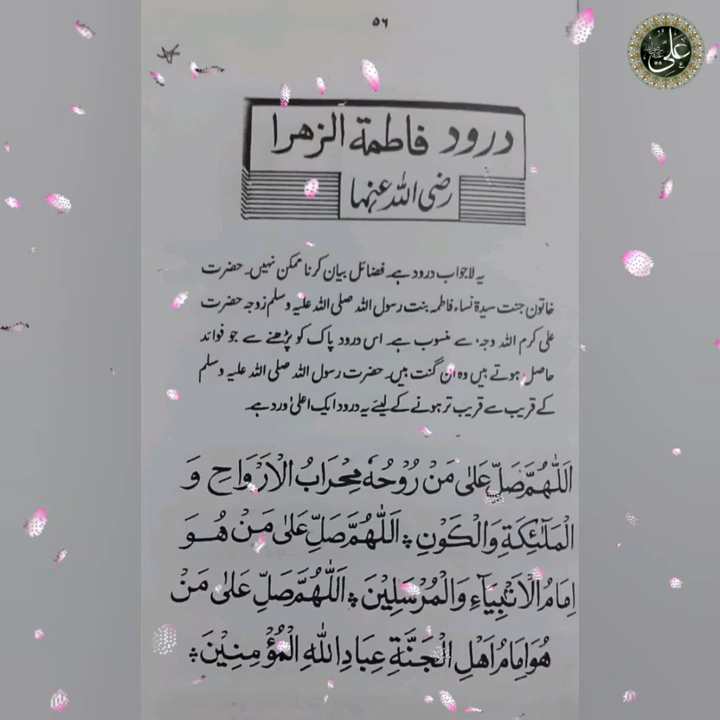 ۵۶
علی
درود فاطمۃ الزھرا
رضی اللہ عنہا
یہ لاجواب درود ہے۔ فضائل بیان کرنا ممکن نہیں۔ حضرت
خاتون جنت سیدۃ نساء فاطمہ بنت رسول اللہ صلی اللہ علیہ وسلم زوجہ حضرت
علی کرم اللہ وجہہ سے منسوب ہے۔ اس درود پاک کو پڑھنے سے جو فوائد
حاصل ہوتے ہیں وہ ان گنت ہیں۔ حضرت رسول اللہ صلی اللہ علیہ وسلم
کے قریب سے قریب تر ہونے کے لیئے یہ درود ایک اعلیٰ ورد ہے۔
اَللّٰهُمَّ صَلِّ عَلٰى مَنْ رُوْحُهٗ مِحْرَابُ الْاَرْوَاحِ وَ
الْمَلٰٓئِكَةِ وَالْكَوْنِ ۞ اَللّٰهُمَّ صَلِّ عَلٰى مَنْ هُوَ
اِمَامُ الْاَنْبِيَآءِ وَالْمُرْسَلِيْنَ ۞ اَللّٰهُمَّ صَلِّ عَلٰى مَنْ
هُوَ اِمَامُ اَهْلِ الْجَنَّةِ عِبَادِ اللّٰهِ الْمُؤْمِنِيْنَ ۞